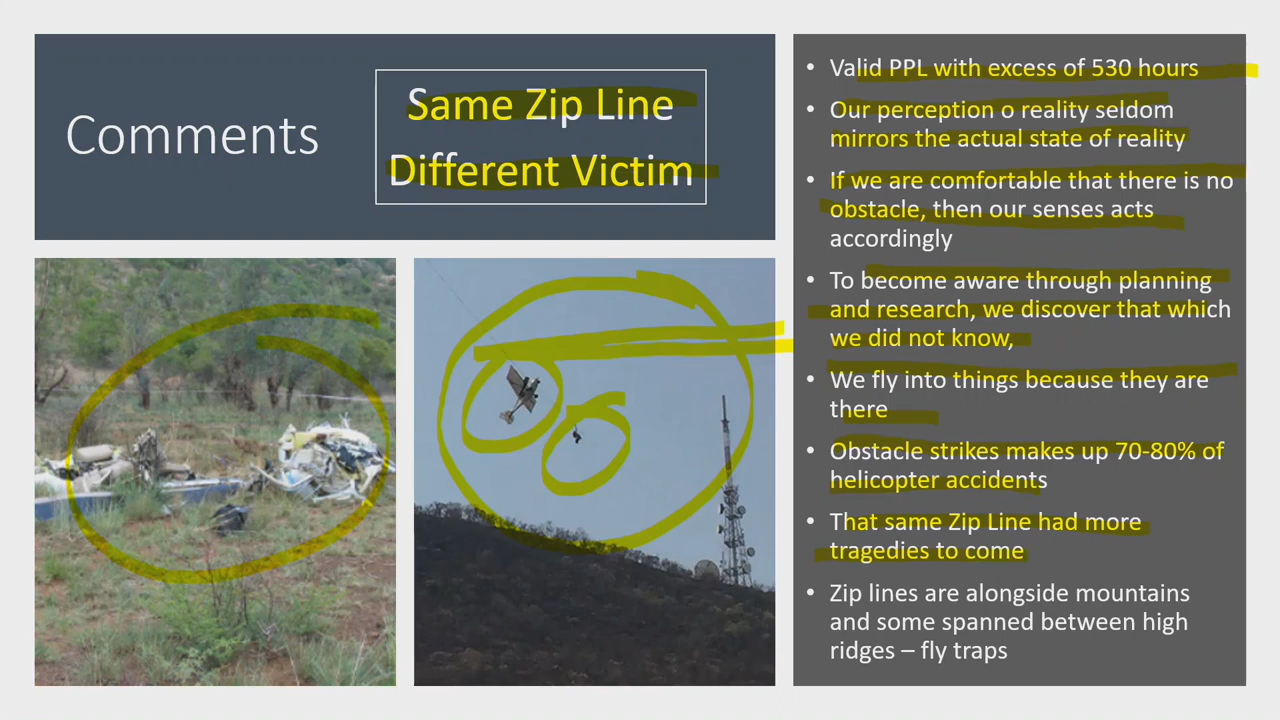 Comments
Same Zip Line
Different Victim
• Valid PPL with excess of 530 hours
• Our perception o reality seldom
mirrors the actual state of reality
• If we are comfortable that there is no
obstacle, then our senses acts
accordingly
• To become aware through planning
and research, we discover that which
we did not know,
• We fly into things because they are
there
• Obstacle strikes makes up 70-80% of
helicopter accidents
• That same Zip Line had more
tragedies to come
• Zip lines are alongside mountains
and some spanned between high
ridges – fly traps